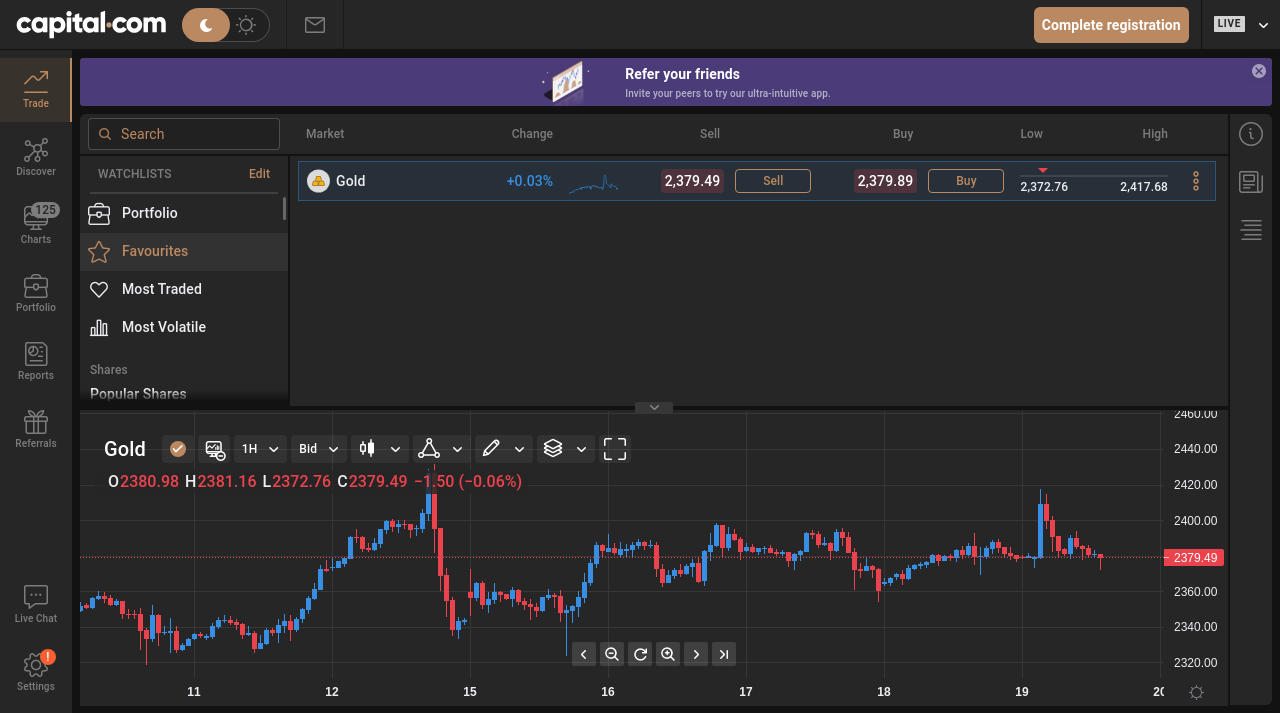 capital.com
Complete registration
LIVE
Refer your friends
Invite your peers to try our ultra-intuitive app.
Trade
Discover
125
Charts
Portfolio
Reports
Referrals
Live Chat
!
Settings
Search
WATCHLISTS
Edit
Portfolio
Favourites
Most Traded
Most Volatile
Shares
Popular Shares
Market Change Sell Buy Low High
Gold +0.03% 2,379.49 Sell 2,379.89 Buy 2,372.76 2,417.68
Gold 1H Bid
O2380.98 H2381.16 L2372.76 C2379.49 −1.50 (−0.06%)
2460.00
2440.00
2420.00
2400.00
2379.49
2360.00
2340.00
2320.00
11 12 15 16 17 18 19 20